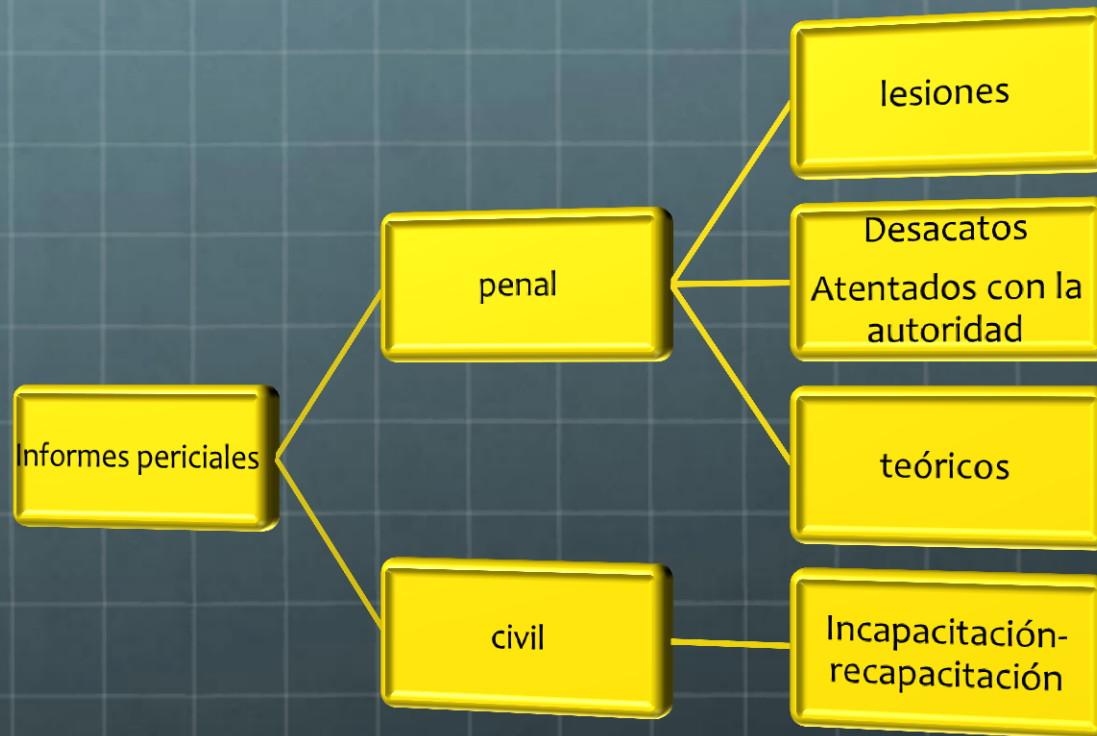 Informes periciales
penal
lesiones
Desacatos
Atentados con la
autoridad
teóricos
civil
Incapacitación-
recapacitación